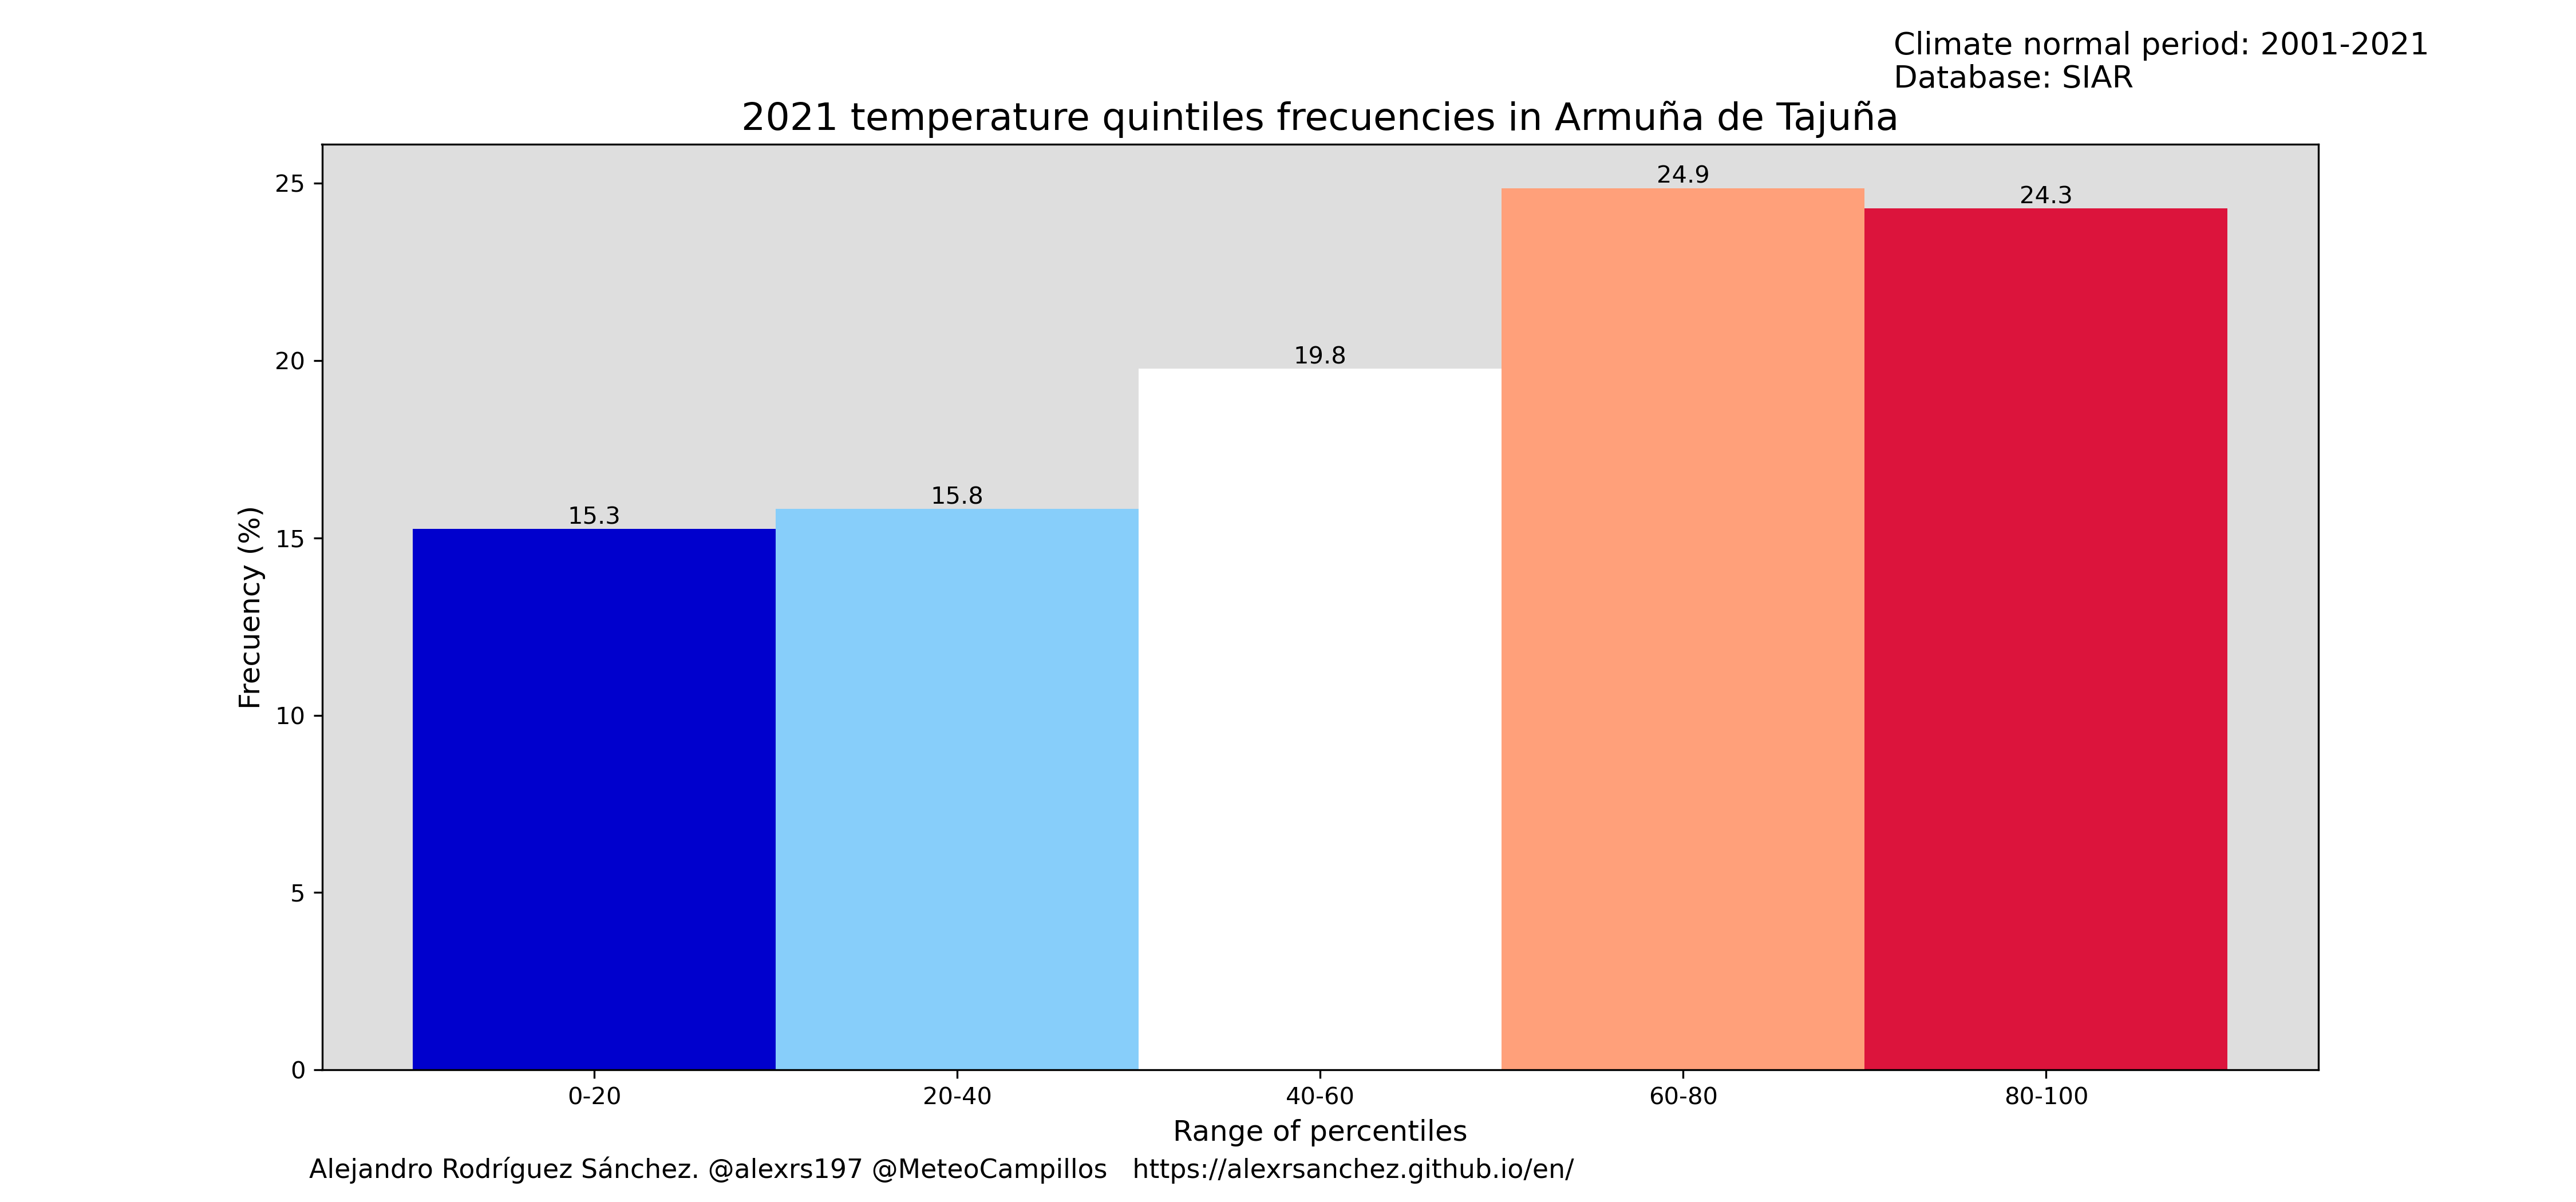 Climate normal period: 2001-2021
Database: SIAR
2021 temperature quintiles frecuencies in Armuña de Tajuña
Frecuency (%)
25
20
15
10
5
0
15.3
15.8
19.8
24.9
24.3
0-20
20-40
40-60
60-80
80-100
Range of percentiles
Alejandro Rodríguez Sánchez. @alexrs197 @MeteoCampillos https://alexrsanchez.github.io/en/